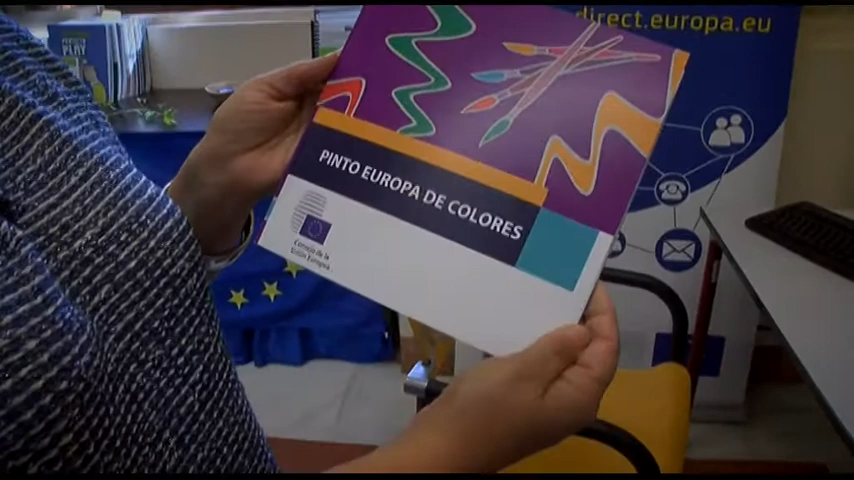 direct.europa.eu
PINTO EUROPA DE COLORES
Consejo de la
Unión Europea